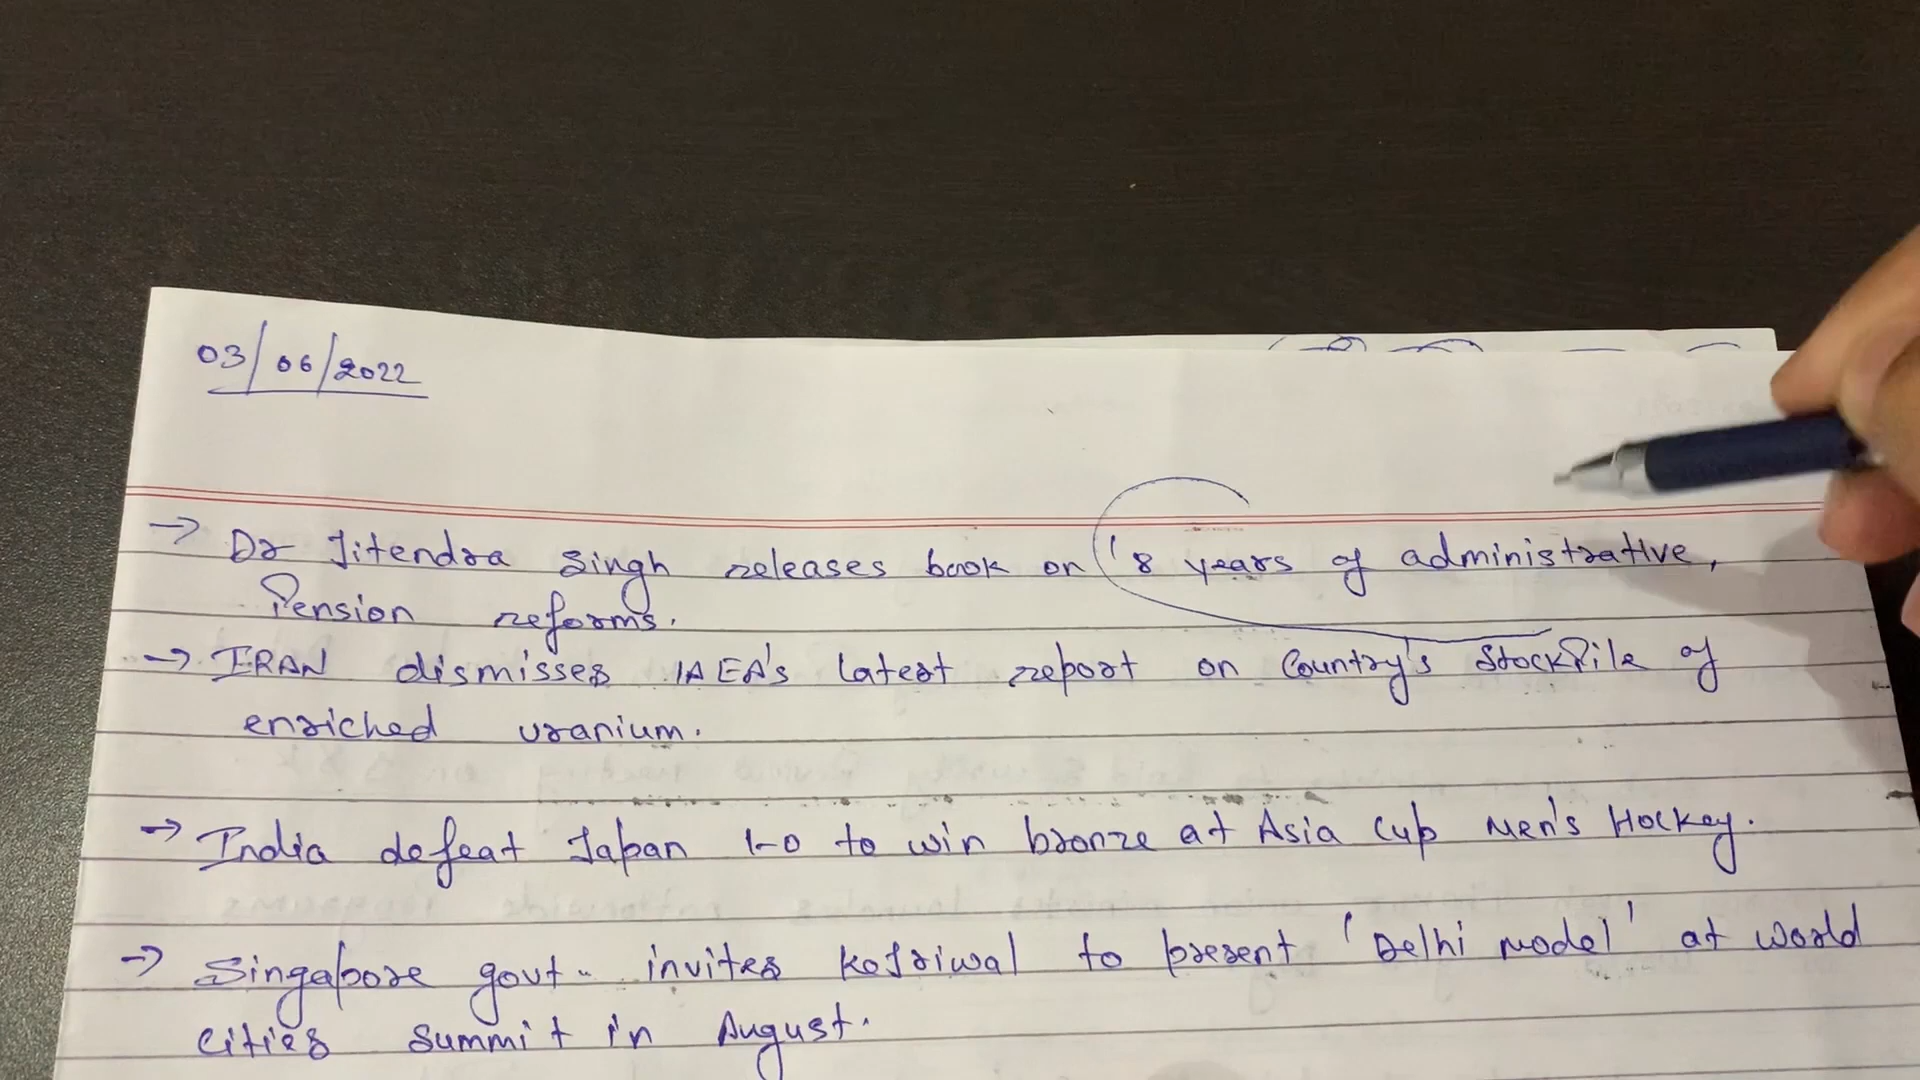 03/06/2022
→ Dr Jitendra Singh releases book on '8 years of administrative,
Pension reforms.
→ IRAN dismisses IAEA's latest report on Country's StockPile of
enriched uranium.
→ India defeat Japan 1-0 to win bronze at Asia Cup Men's Hockey.
→ Singapore govt. invites Kejriwal to present 'Delhi Model' at World
Cities Summit in August.